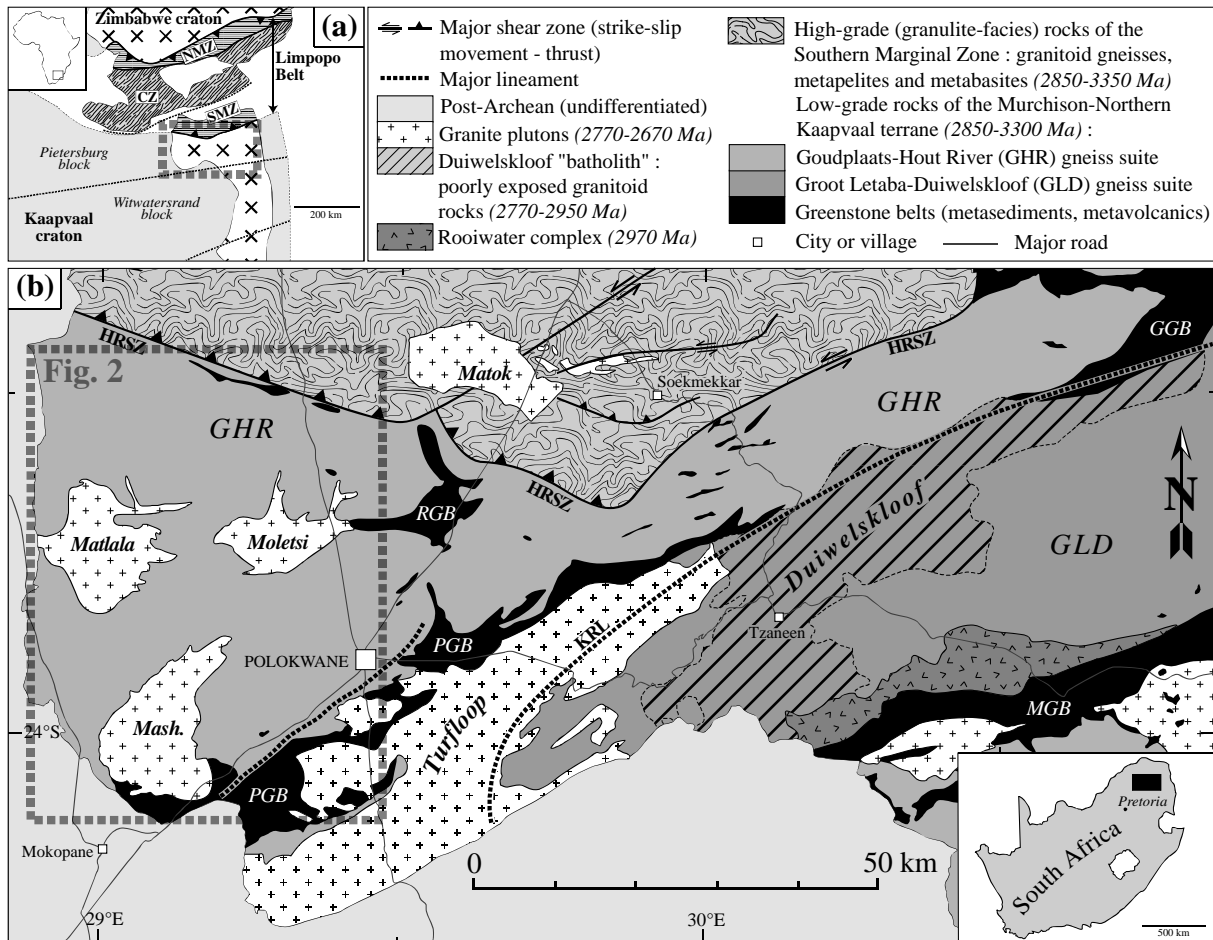 Zimbabwe craton
(a)
NMZ
Limpopo
Belt
CZ
SMZ
Pietersburg
block
Witwatersrand
block
Kaapvaal
craton
200 km
Major shear zone (strike-slip
movement - thrust)
Major lineament
Post-Archean (undifferentiated)
Granite plutons (2770-2670 Ma)
Duiwelskloof "batholith" :
poorly exposed granitoid
rocks (2770-2950 Ma)
Rooiwater complex (2970 Ma)
High-grade (granulite-facies) rocks of the
Southern Marginal Zone : granitoid gneisses,
metapelites and metabasites (2850-3350 Ma)
Low-grade rocks of the Murchison-Northern
Kaapvaal terrane (2850-3300 Ma) :
Goudplaats-Hout River (GHR) gneiss suite
Groot Letaba-Duiwelskloof (GLD) gneiss suite
Greenstone belts (metasediments, metavolcanics)
City or village
Major road
(b)
HRSZ
Fig. 2
Matok
Soekmekkar
HRSZ
GGB
GHR
GHR
HRSZ
RGB
N
Matlala
Moletsi
Duiwelskloof
GLD
Tzaneen
POLOKWANE
PGB
KRL
Turfloop
Mash.
MGB
24°S
PGB
Mokopane
0
50 km
29°E
30°E
Pretoria
South Africa
500 km